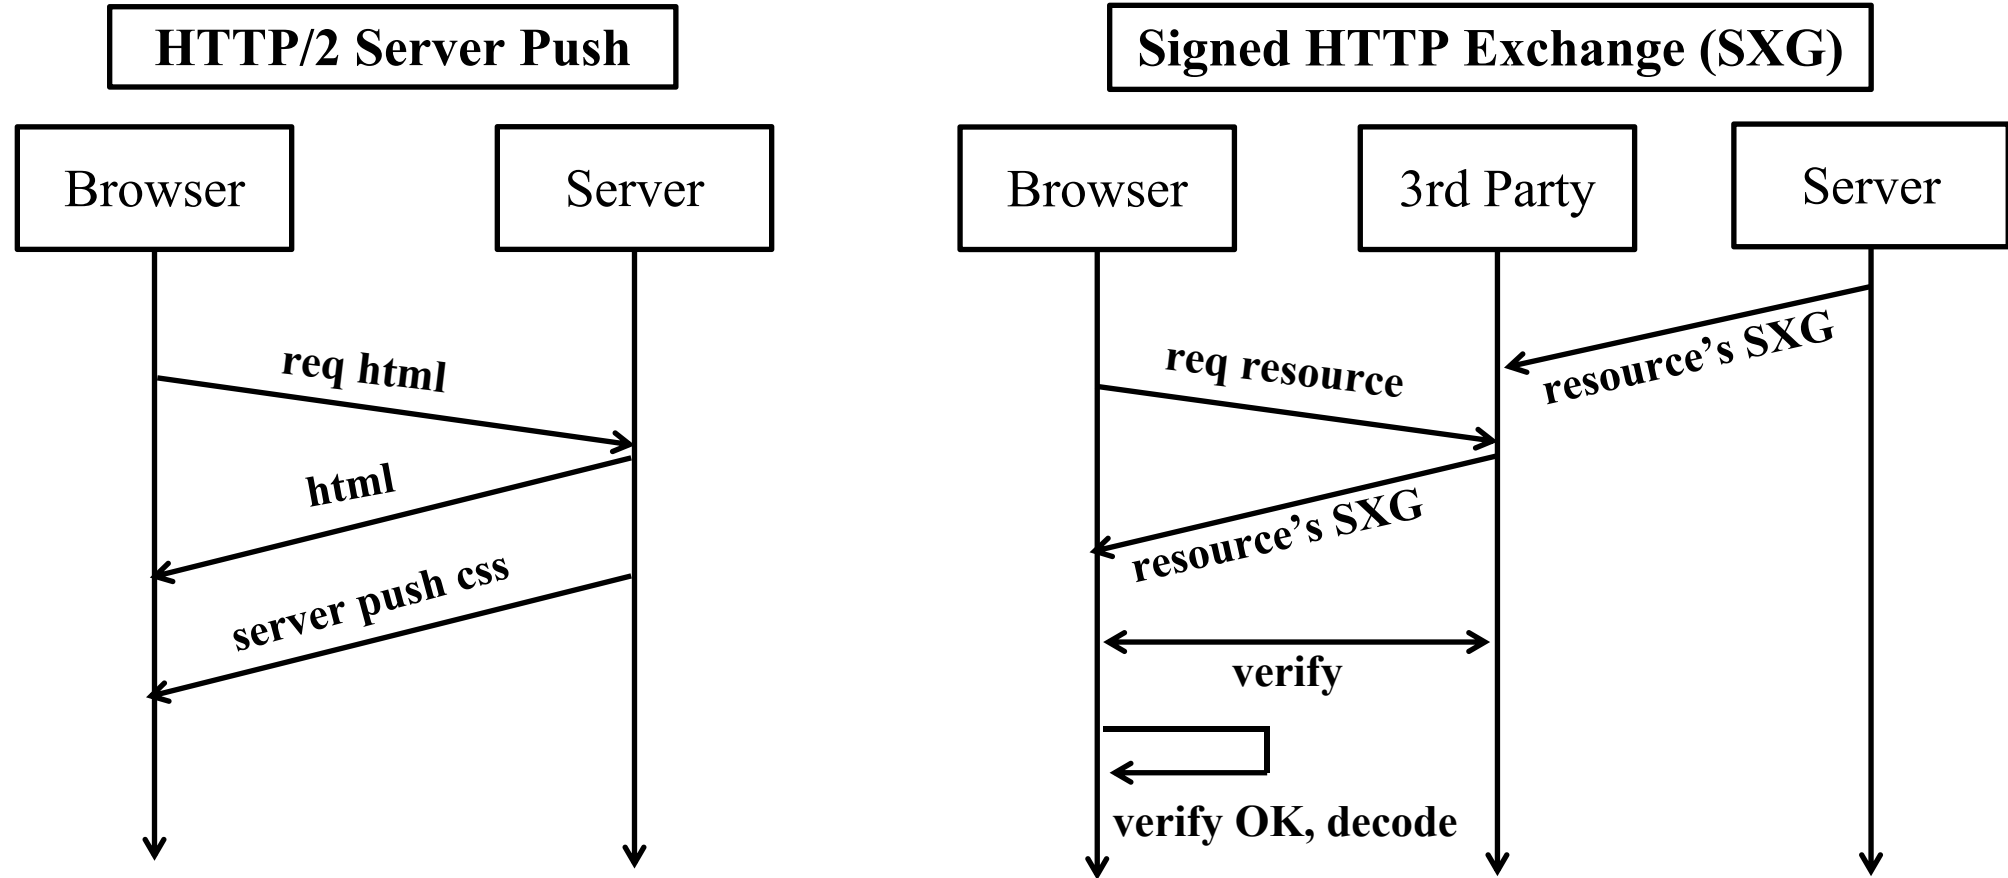 HTTP/2 Server Push
Browser
Server
req html
html
server push css
Signed HTTP Exchange (SXG)
Browser
3rd Party
Server
resource’s SXG
req resource
resource’s SXG
verify
verify OK, decode